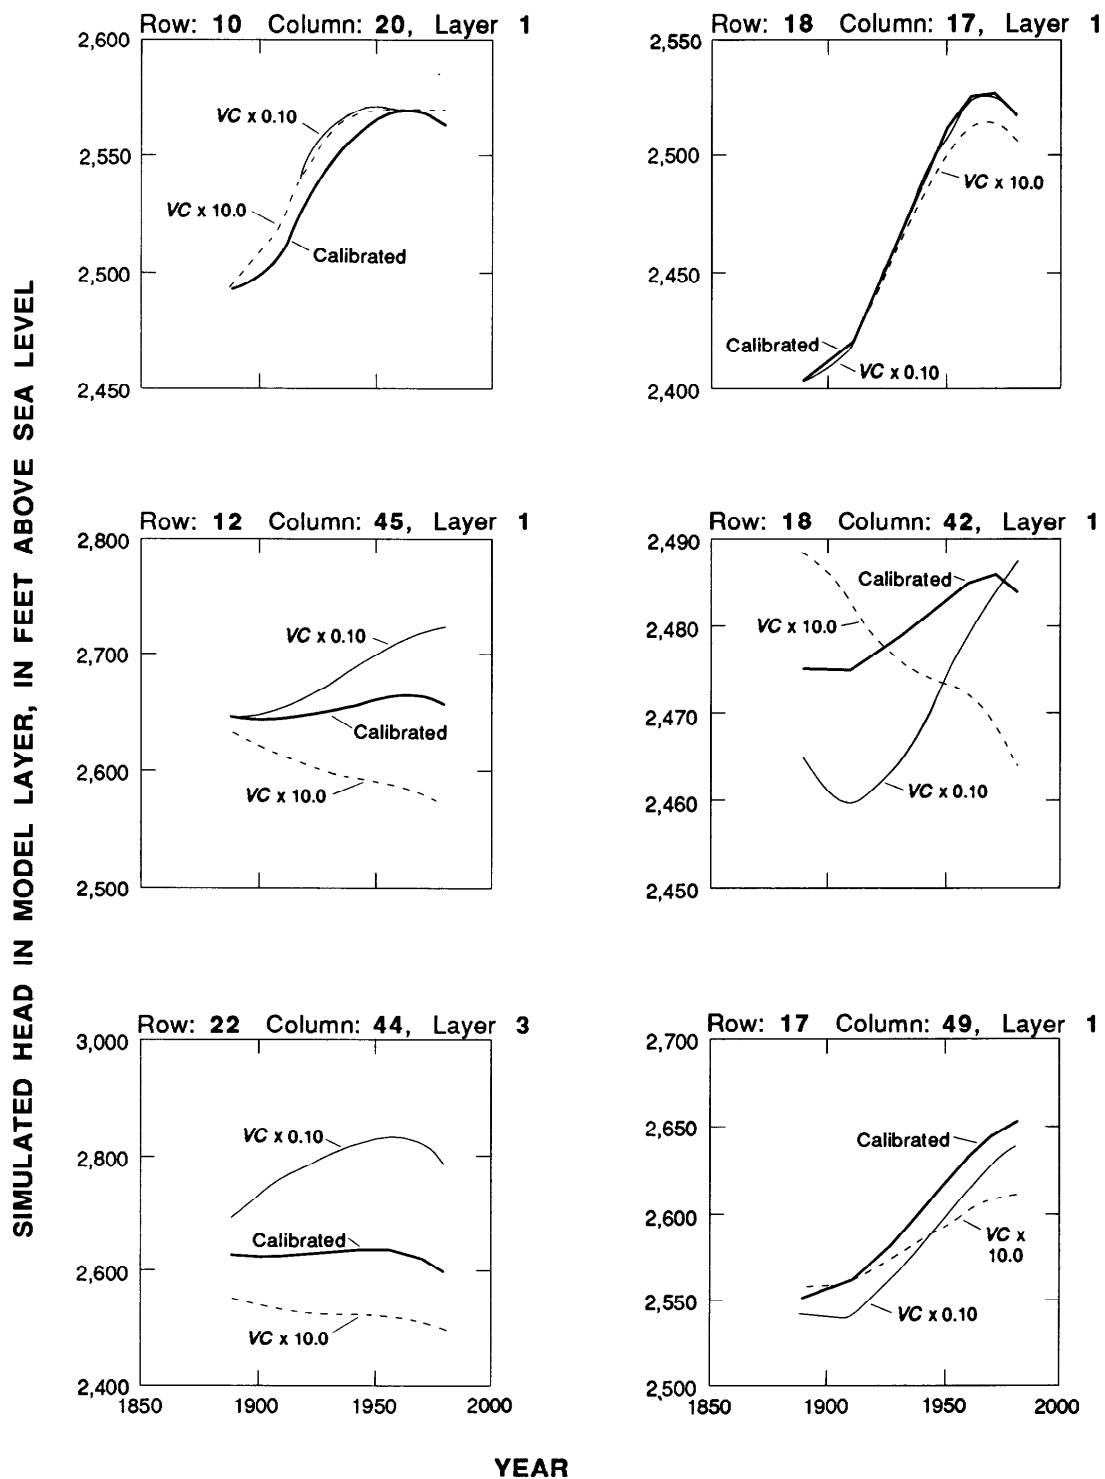 SIMULATED HEAD IN MODEL LAYER, IN FEET ABOVE SEA LEVEL
Row: 10 Column: 20, Layer 1
2,600
2,550
2,500
2,450
VC x 0.10
VC x 10.0
Calibrated
Row: 18 Column: 17, Layer 1
2,550
2,500
2,450
2,400
VC x 10.0
Calibrated
VC x 0.10
Row: 12 Column: 45, Layer 1
2,800
2,700
2,600
2,500
VC x 0.10
Calibrated
VC x 10.0
Row: 18 Column: 42, Layer 1
2,490
2,480
2,470
2,460
2,450
Calibrated
VC x 10.0
VC x 0.10
Row: 22 Column: 44, Layer 3
3,000
2,800
2,600
2,400
VC x 0.10
Calibrated
VC x 10.0
1850 1900 1950 2000
Row: 17 Column: 49, Layer 1
2,700
2,650
2,600
2,550
2,500
Calibrated
VC x
10.0
VC x 0.10
1850 1900 1950 2000
YEAR